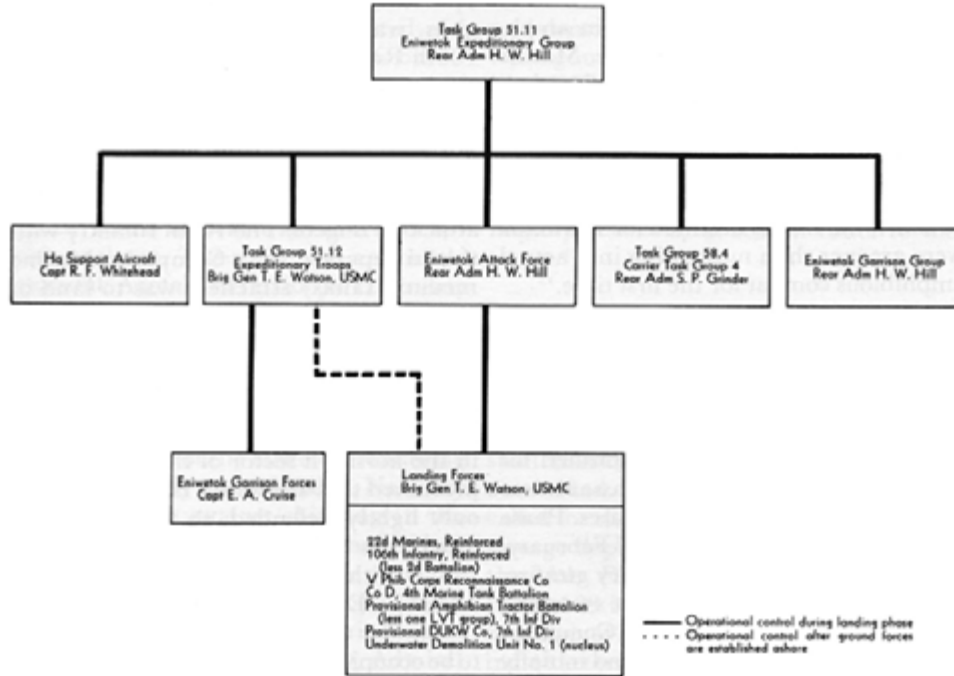 Task Group 51.11
Eniwetok Expeditionary Group
Rear Adm H. W. Hill
Hq Support Aircraft
Capt R. F. Whitehead
Task Group 51.12
Expeditionary Troops
Brig Gen T. E. Watson, USMC
Eniwetok Attack Force
Rear Adm H. W. Hill
Task Group 58.4
Carrier Task Group 4
Rear Adm S.
Eniwetok Garrison Group
Rear Adm H. W. Hill
Eniwetok Garrison Forces
Capt E. A. Cruise
Landing Forces
Brig Gen T. E. Watson, USMC
22d Marines, Reinforced
106th Infantry, Reinforced
(less 2d Battalion)
V Phib Corps Reconnaissance Co
Co D, 4th Marine Tank Battalion
Provisional Amphibian Tractor Battalion
(less one LVT group), 7th Inf Div
Provisional DUKW Co, 7th Inf Div
Underwater Demolition Unit No. 1 (nucleus)
Operational control during landing phase
Operational control after ground forces
are established ashore